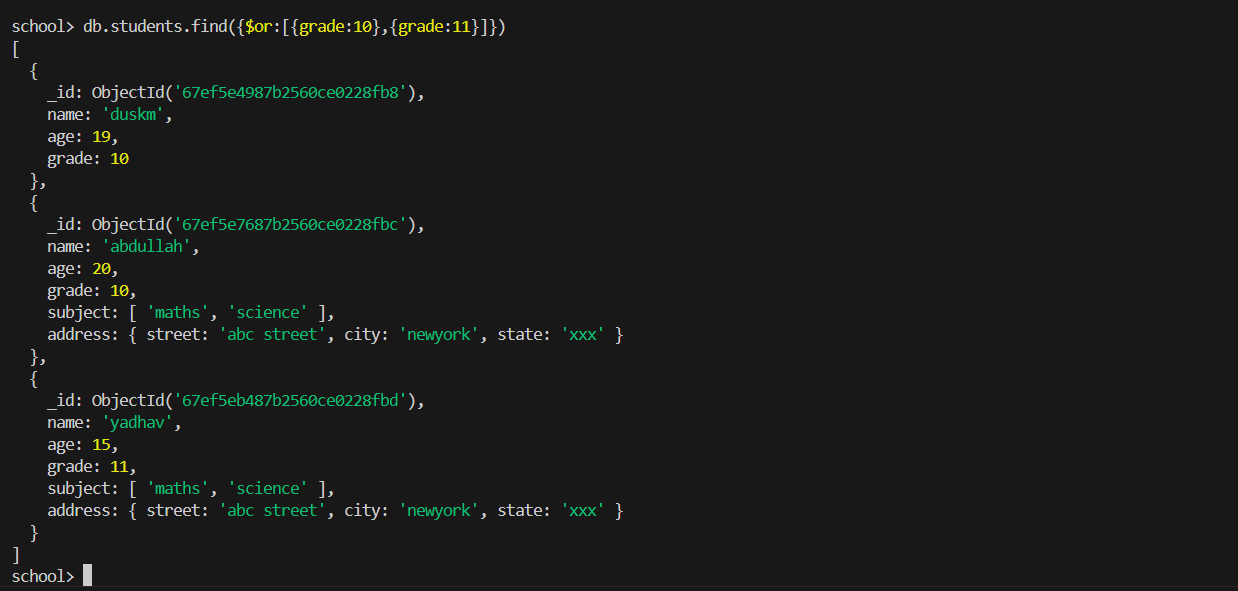 school> db.students.find({$or:[{grade:10},{grade:11}]})
[
  {
    _id: ObjectId('67ef5e4987b2560ce0228fb8'),
    name: 'duskm',
    age: 19,
    grade: 10
  },
  {
    _id: ObjectId('67ef5e7687b2560ce0228fbc'),
    name: 'abdullah',
    age: 20,
    grade: 10,
    subject: [ 'maths', 'science' ],
    address: { street: 'abc street', city: 'newyork', state: 'xxx' }
  },
  {
    _id: ObjectId('67ef5eb487b2560ce0228fbd'),
    name: 'yadhav',
    age: 15,
    grade: 11,
    subject: [ 'maths', 'science' ],
    address: { street: 'abc street', city: 'newyork', state: 'xxx' }
  }
]
school>